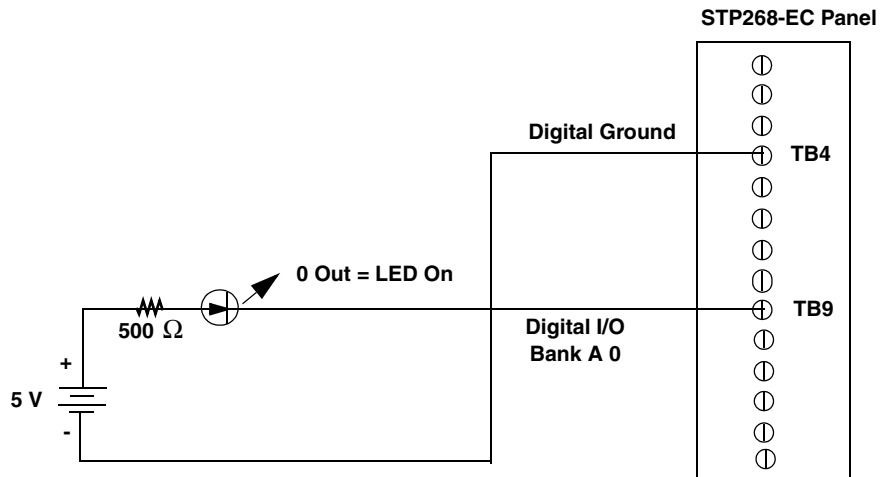 STP268-EC Panel
Digital Ground
TB4
0 Out = LED On
TB9
500 Ω
Digital I/O
Bank A 0
+
5 V
-